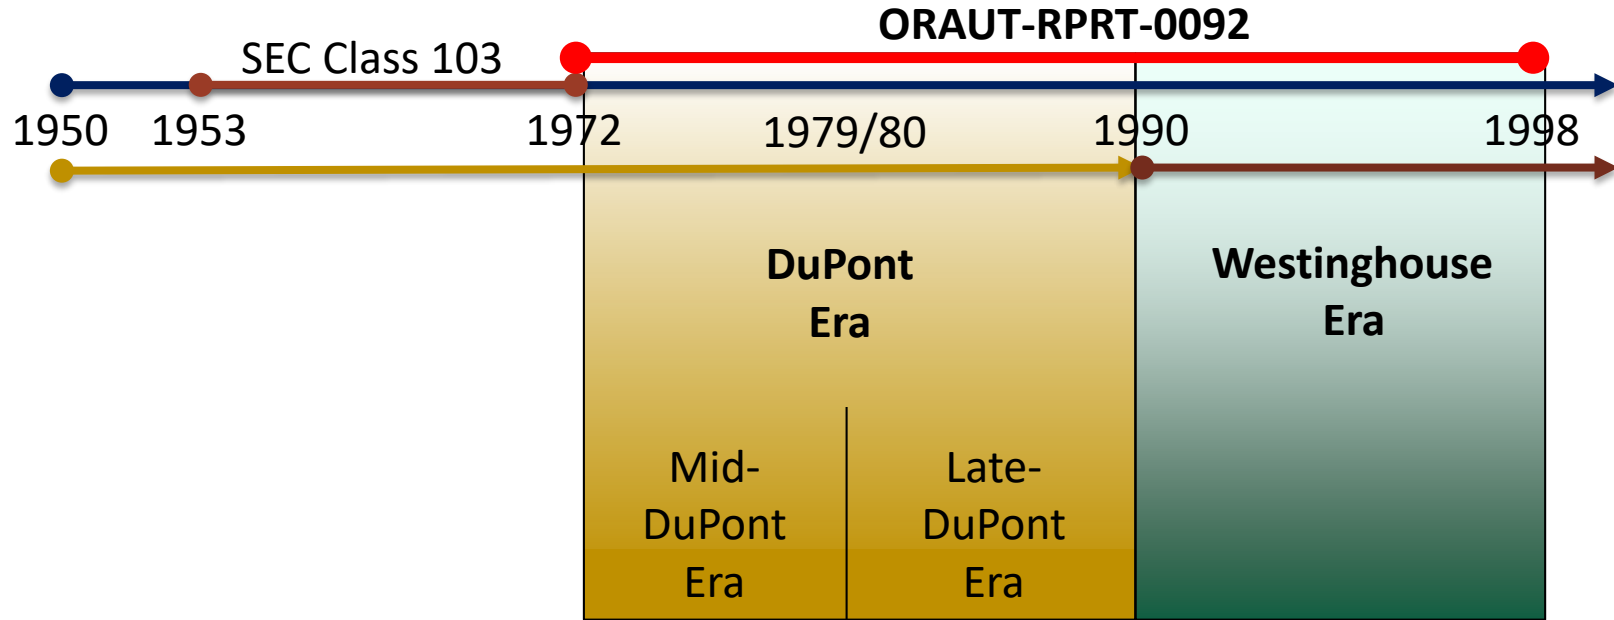 ORAUT-RPRT-0092
SEC Class 103
1950 1953 1972 1979/80 1990 1998
DuPont
Era
Westinghouse
Era
Mid-
DuPont
Era
Late-
DuPont
Era